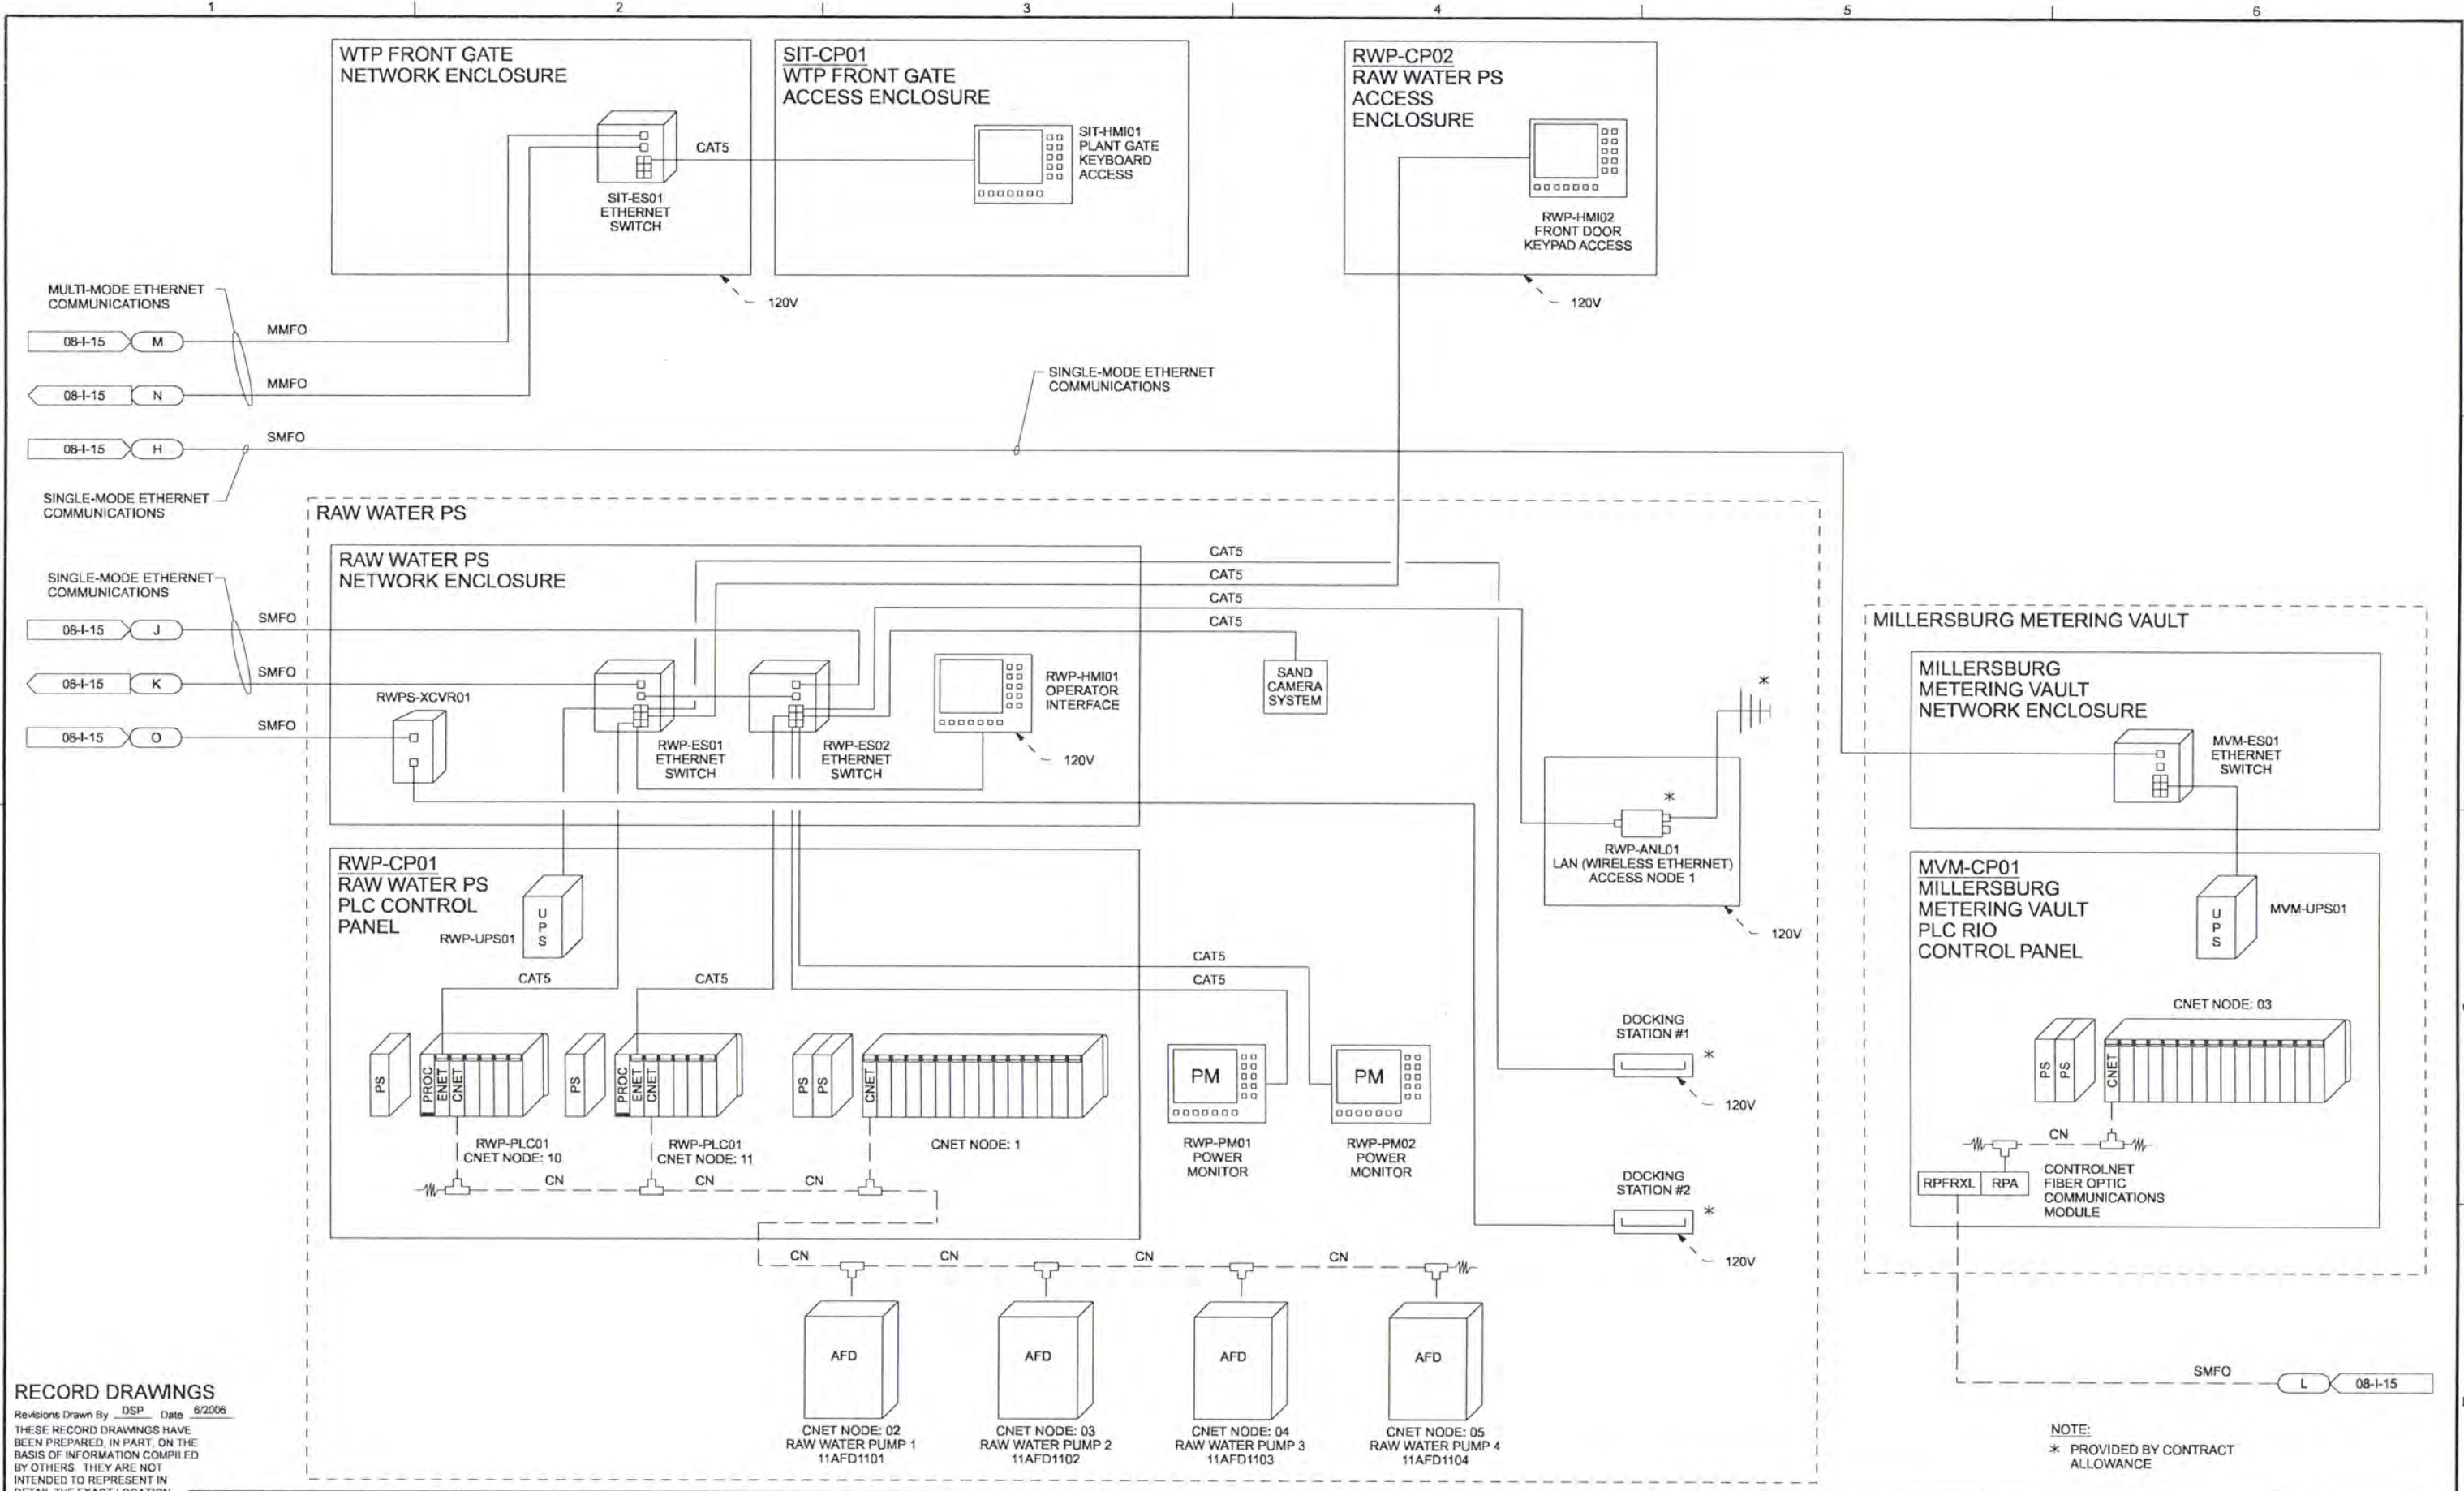 1
2
3
4
5
6
WTP FRONT GATE
NETWORK ENCLOSURE
SIT-ES01
ETHERNET
SWITCH
CAT5
120V
SIT-CP01
WTP FRONT GATE
ACCESS ENCLOSURE
SIT-HMI01
PLANT GATE
KEYBOARD
ACCESS
RWP-CP02
RAW WATER PS
ACCESS
ENCLOSURE
RWP-HMI02
FRONT DOOR
KEYPAD ACCESS
120V
MULTI-MODE ETHERNET
COMMUNICATIONS
08-I-15 M
MMFO
08-I-15 N
MMFO
08-I-15 H
SMFO
SINGLE-MODE ETHERNET
COMMUNICATIONS
SINGLE-MODE ETHERNET
COMMUNICATIONS
SINGLE-MODE ETHERNET
COMMUNICATIONS
08-I-15 J
SMFO
08-I-15 K
SMFO
08-I-15 O
SMFO
RAW WATER PS
RAW WATER PS
NETWORK ENCLOSURE
CAT5
CAT5
CAT5
CAT5
RWPS-XCVR01
RWP-ES01
ETHERNET
SWITCH
RWP-ES02
ETHERNET
SWITCH
RWP-HMI01
OPERATOR
INTERFACE
120V
SAND
CAMERA
SYSTEM
*
*
RWP-ANL01
LAN (WIRELESS ETHERNET)
ACCESS NODE 1
120V
RWP-CP01
RAW WATER PS
PLC CONTROL
PANEL
RWP-UPS01
UPS
CAT5
CAT5
CAT5
CAT5
PS
PROC
ENET
CNET
PS
PROC
ENET
CNET
PS
PS
CNET
RWP-PLC01
CNET NODE: 10
RWP-PLC01
CNET NODE: 11
CNET NODE: 1
CN
CN
CN
PM
RWP-PM01
POWER
MONITOR
PM
RWP-PM02
POWER
MONITOR
DOCKING
STATION #1
*
120V
DOCKING
STATION #2
*
120V
CN
CN
CN
CN
AFD
CNET NODE: 02
RAW WATER PUMP 1
11AFD1101
AFD
CNET NODE: 03
RAW WATER PUMP 2
11AFD1102
AFD
CNET NODE: 04
RAW WATER PUMP 3
11AFD1103
AFD
CNET NODE: 05
RAW WATER PUMP 4
11AFD1104
MILLERSBURG METERING VAULT
MILLERSBURG
METERING VAULT
NETWORK ENCLOSURE
MVM-ES01
ETHERNET
SWITCH
MVM-CP01
MILLERSBURG
METERING VAULT
PLC RIO
CONTROL PANEL
UPS
MVM-UPS01
CNET NODE: 03
PS
PS
CNET
CN
RPFRXL RPA
CONTROLNET
FIBER OPTIC
COMMUNICATIONS
MODULE
SMFO
L 08-I-15
NOTE:
* PROVIDED BY CONTRACT
ALLOWANCE
RECORD DRAWINGS
Revisions Drawn By DSP Date 6/2006
THESE RECORD DRAWINGS HAVE
BEEN PREPARED, IN PART, ON THE
BASIS OF INFORMATION COMPILED
BY OTHERS THEY ARE NOT
INTENDED TO REPRESENT IN
DETAIL THE EXACT LOCATION